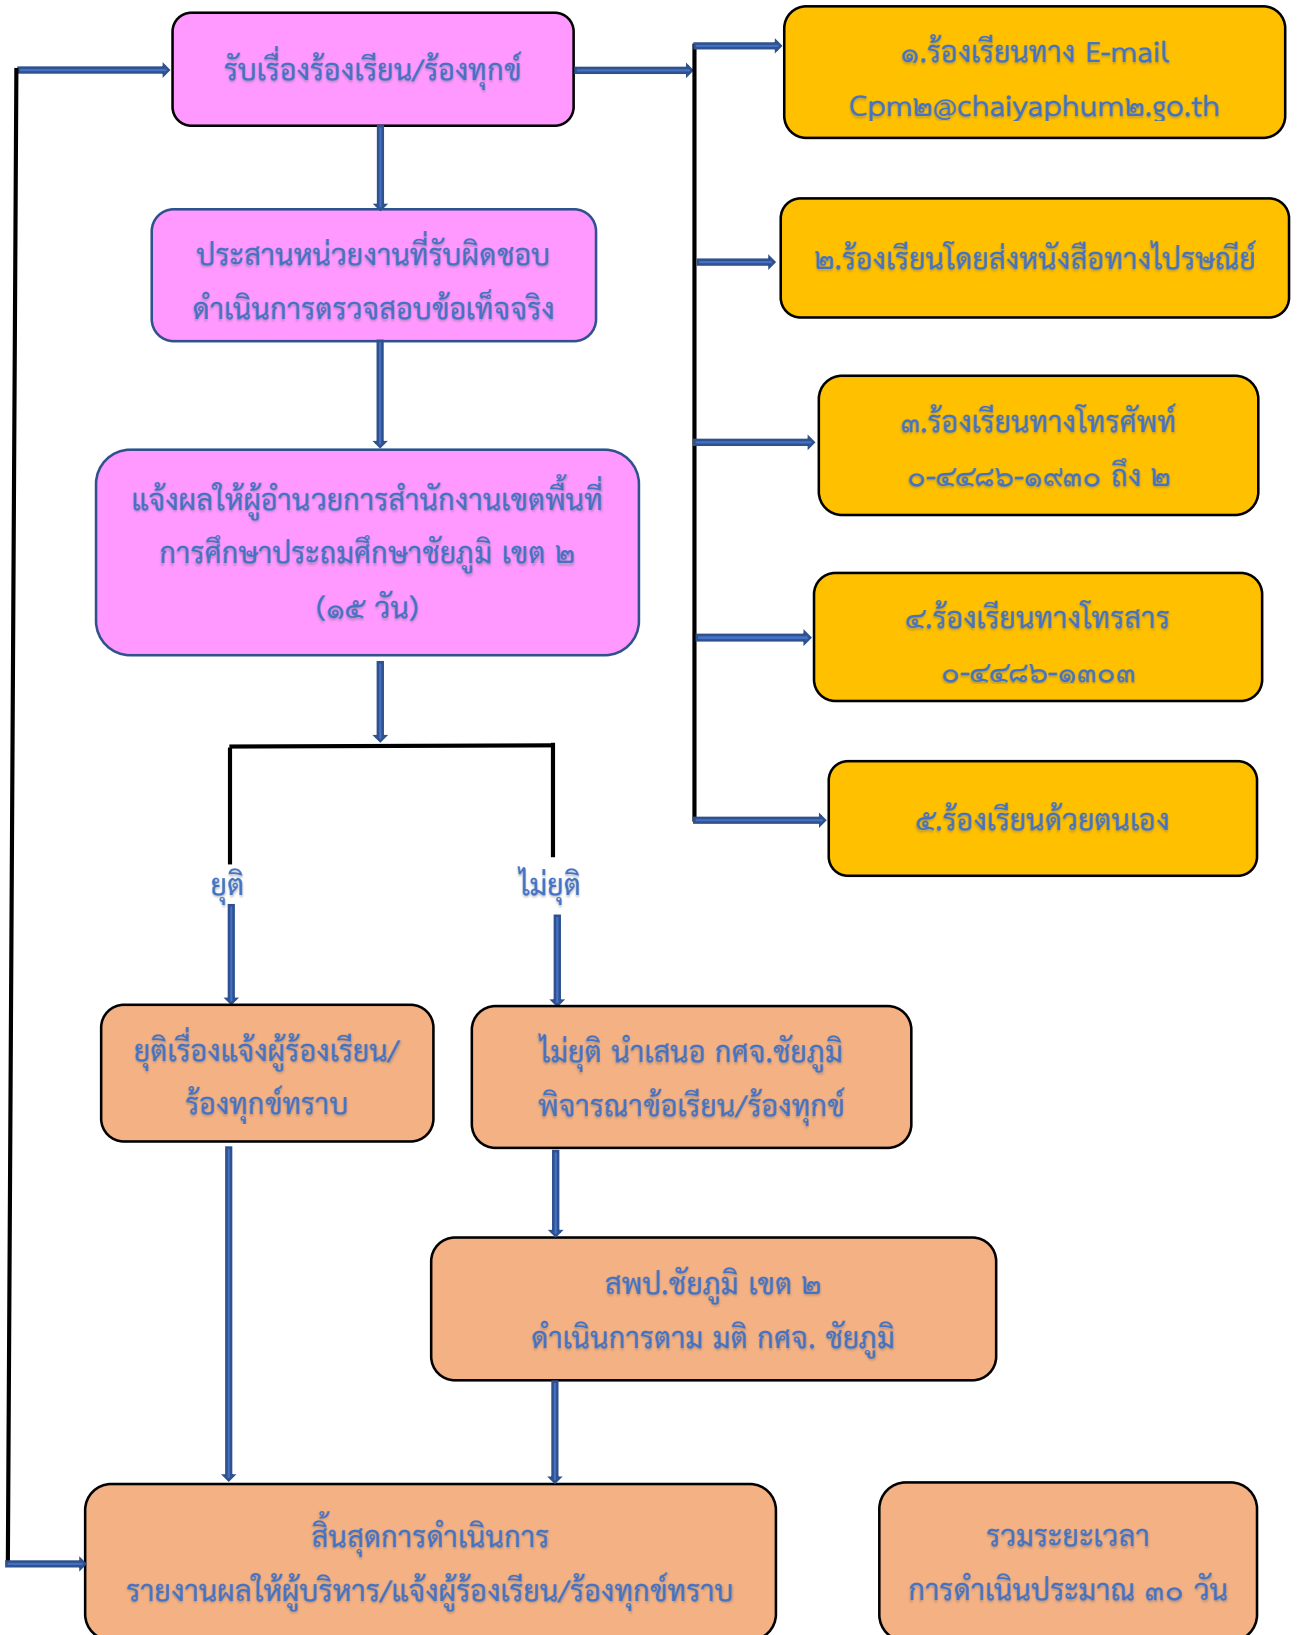 รับเรื่องร้องเรียน/ร้องทุกข์
๑.ร้องเรียนทาง E-mail
Cpm๒@chaiyaphum๒.go.th
ประสานหน่วยงานที่รับผิดชอบ
ดำเนินการตรวจสอบข้อเท็จจริง
๒.ร้องเรียนโดยส่งหนังสือทางไปรษณีย์
แจ้งผลให้ผู้อำนวยการสำนักงานเขตพื้นที่
การศึกษาประถมศึกษาชัยภูมิ เขต ๒
(๑๕ วัน)
๓.ร้องเรียนทางโทรศัพท์
๐-๔๔๘๖-๑๙๓๐ ถึง ๒
๔.ร้องเรียนทางโทรสาร
๐-๔๔๘๖-๑๓๐๓
๕.ร้องเรียนด้วยตนเอง
ยุติ
ไม่ยุติ
ยุติเรื่องแจ้งผู้ร้องเรียน/
ร้องทุกข์ทราบ
ไม่ยุติ นำเสนอ กศจ.ชัยภูมิ
พิจารณาข้อเรียน/ร้องทุกข์
สพป.ชัยภูมิ เขต ๒
ดำเนินการตาม มติ กศจ. ชัยภูมิ
สิ้นสุดการดำเนินการ
รายงานผลให้ผู้บริหาร/แจ้งผู้ร้องเรียน/ร้องทุกข์ทราบ
รวมระยะเวลา
การดำเนินประมาณ ๓๐ วัน